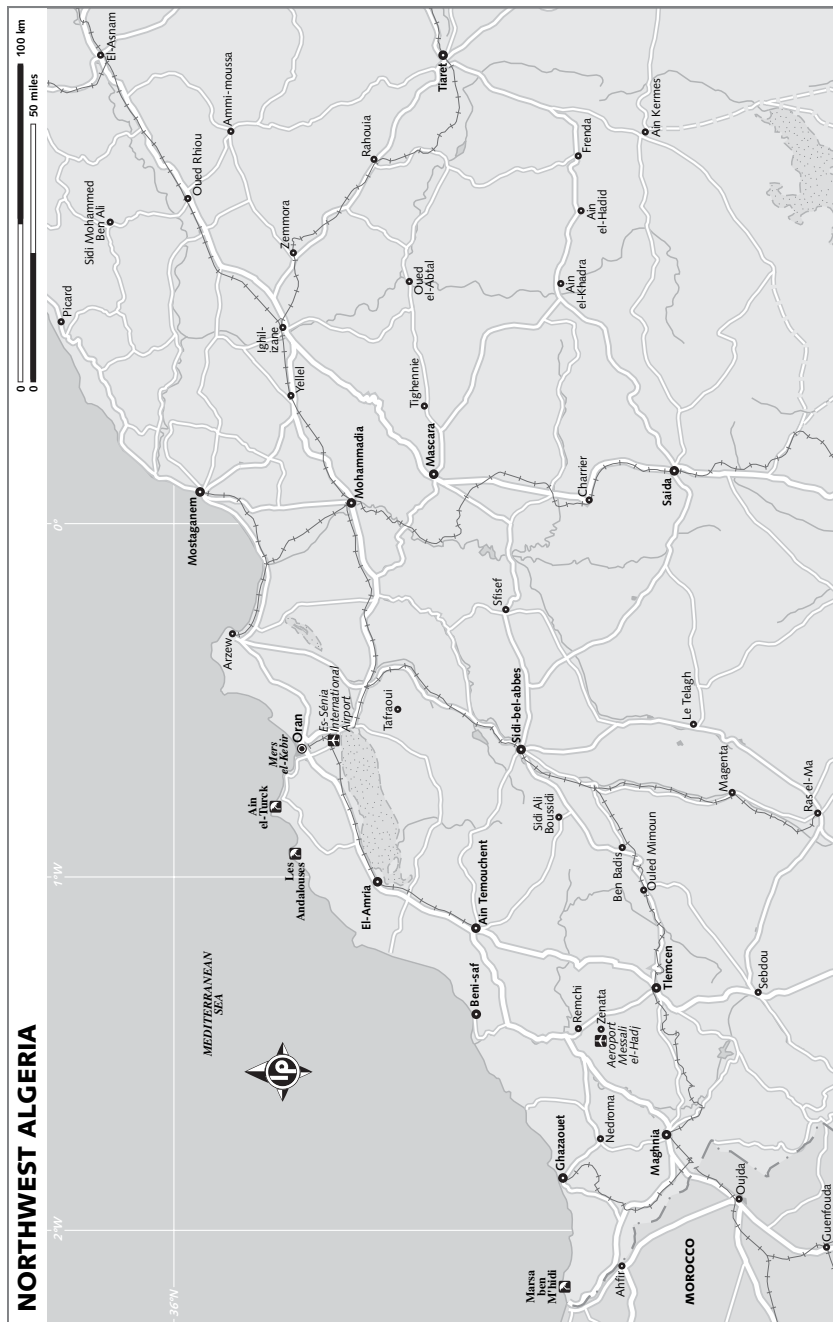 NORTHWEST ALGERIA
0
100 km
0
50 miles
2°W
1°W
0°
36°N
MEDITERRANEAN
SEA
lp
Picard
Sidi Mohammed
Ben Ali
El-Asnam
Oued Rhiou
Ammi-moussa
Mostaganem
Arzew
Ighil-
izane
Yellel
Zemmora
Rahouia
Tiaret
Mohammadia
Ain
el-Turck
Mers
el-Kebir
Oran
Es-Sénia
International
Airport
Les
Andalouses
El-Amria
Tafraoui
Mascara
Tighennie
Oued
el-Abtal
Beni-saf
Ain Temouchent
Sidi-bel-abbes
Sfisef
Ain
el-Khadra
Ain
el-Hadid
Frenda
Charrier
Sidi Ali
Boussidi
Ghazaouet
Nedroma
Remchi
Zenata
Aeroport
Messali
el-Hadj
Ben Badis
Ouled Mimoun
Tlemcen
Maghnia
Marsa
ben
M'hidi
Ahfir
Saida
Ain Kermes
Le Telagh
Magenta
Sebdou
Ras el-Ma
MOROCCO
Oujda
Guenfouda